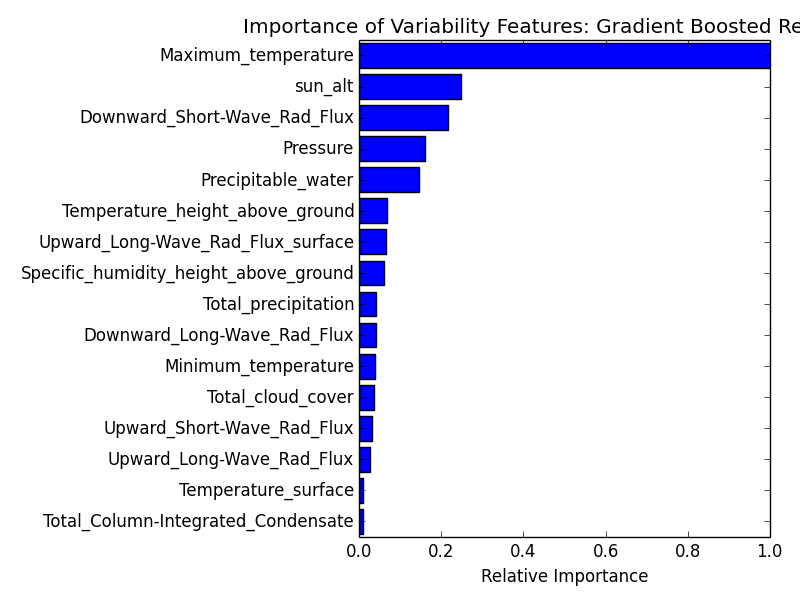 Importance of Variability Features: Gradient Boosted Re
Maximum_temperature
sun_alt
Downward_Short-Wave_Rad_Flux
Pressure
Precipitable_water
Temperature_height_above_ground
Upward_Long-Wave_Rad_Flux_surface
Specific_humidity_height_above_ground
Total_precipitation
Downward_Long-Wave_Rad_Flux
Minimum_temperature
Total_cloud_cover
Upward_Short-Wave_Rad_Flux
Upward_Long-Wave_Rad_Flux
Temperature_surface
Total_Column-Integrated_Condensate
0.0 0.2 0.4 0.6 0.8 1.0
Relative Importance